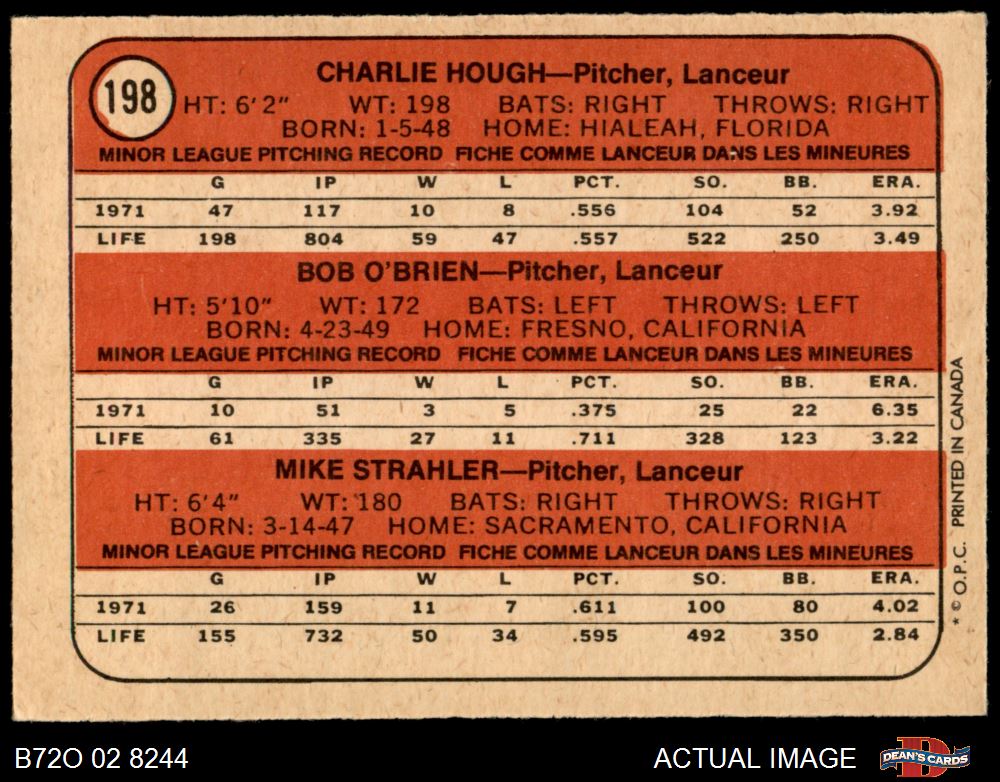 198
CHARLIE HOUGH—Pitcher, Lanceur
HT: 6'2" WT: 198 BATS: RIGHT THROWS: RIGHT
BORN: 1-5-48 HOME: HIALEAH, FLORIDA
MINOR LEAGUE PITCHING RECORD FICHE COMME LANCEUR DANS LES MINEURES
G IP W L PCT. SO. BB. ERA.
1971 47 117 10 8 .556 104 52 3.92
LIFE 198 804 59 47 .557 522 250 3.49
BOB O'BRIEN—Pitcher, Lanceur
HT: 5'10" WT: 172 BATS: LEFT THROWS: LEFT
BORN: 4-23-49 HOME: FRESNO, CALIFORNIA
MINOR LEAGUE PITCHING RECORD FICHE COMME LANCEUR DANS LES MINEURES
G IP W L PCT. SO. BB. ERA.
1971 10 51 3 5 .375 25 22 6.35
LIFE 61 335 27 11 .711 328 123 3.22
MIKE STRAHLER—Pitcher, Lanceur
HT: 6'4" WT: 180 BATS: RIGHT THROWS: RIGHT
BORN: 3-14-47 HOME: SACRAMENTO, CALIFORNIA
MINOR LEAGUE PITCHING RECORD FICHE COMME LANCEUR DANS LES MINEURES
G IP W L PCT. SO. BB. ERA.
1971 26 159 11 7 .611 100 80 4.02
LIFE 155 732 50 34 .595 492 350 2.84
* © O.P.C. PRINTED IN CANADA
B72O 02 8244
ACTUAL IMAGE
DEAN'S CARDS